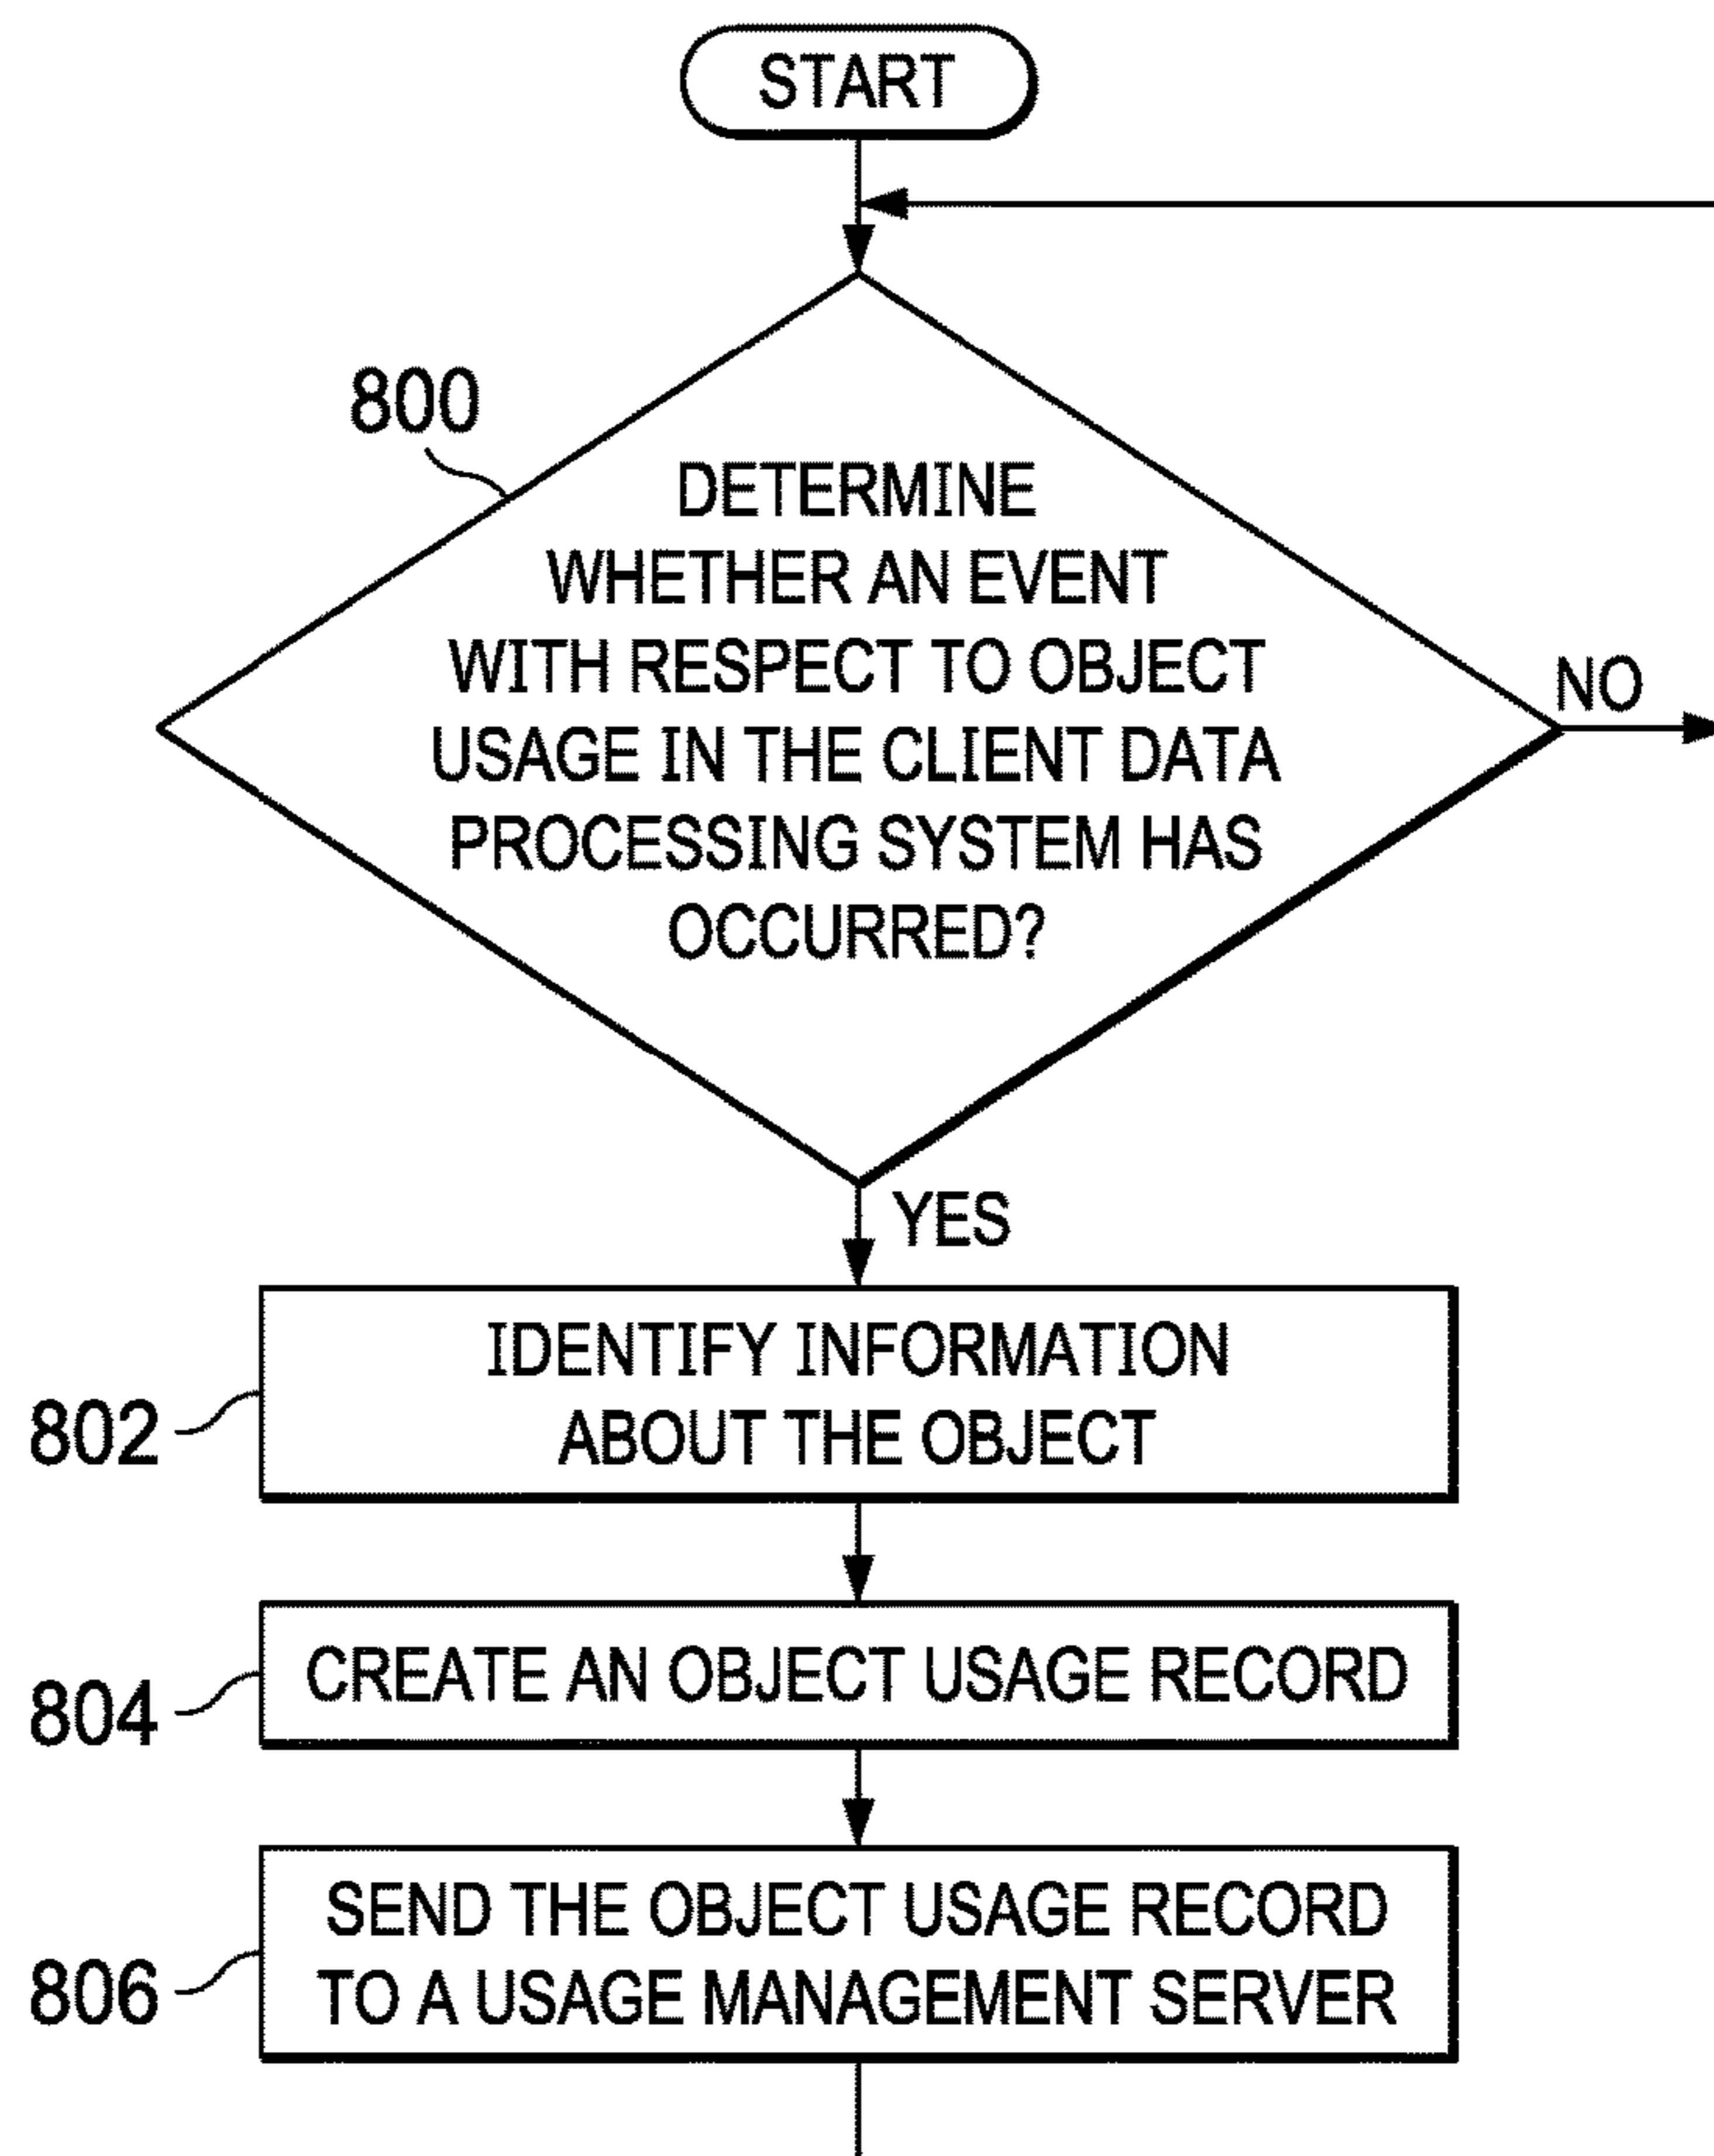 START
800
DETERMINE
WHETHER AN EVENT
WITH RESPECT TO OBJECT
USAGE IN THE CLIENT DATA
PROCESSING SYSTEM HAS
OCCURRED?
NO
YES
802
IDENTIFY INFORMATION
ABOUT THE OBJECT
804
CREATE AN OBJECT USAGE RECORD
806
SEND THE OBJECT USAGE RECORD
TO A USAGE MANAGEMENT SERVER